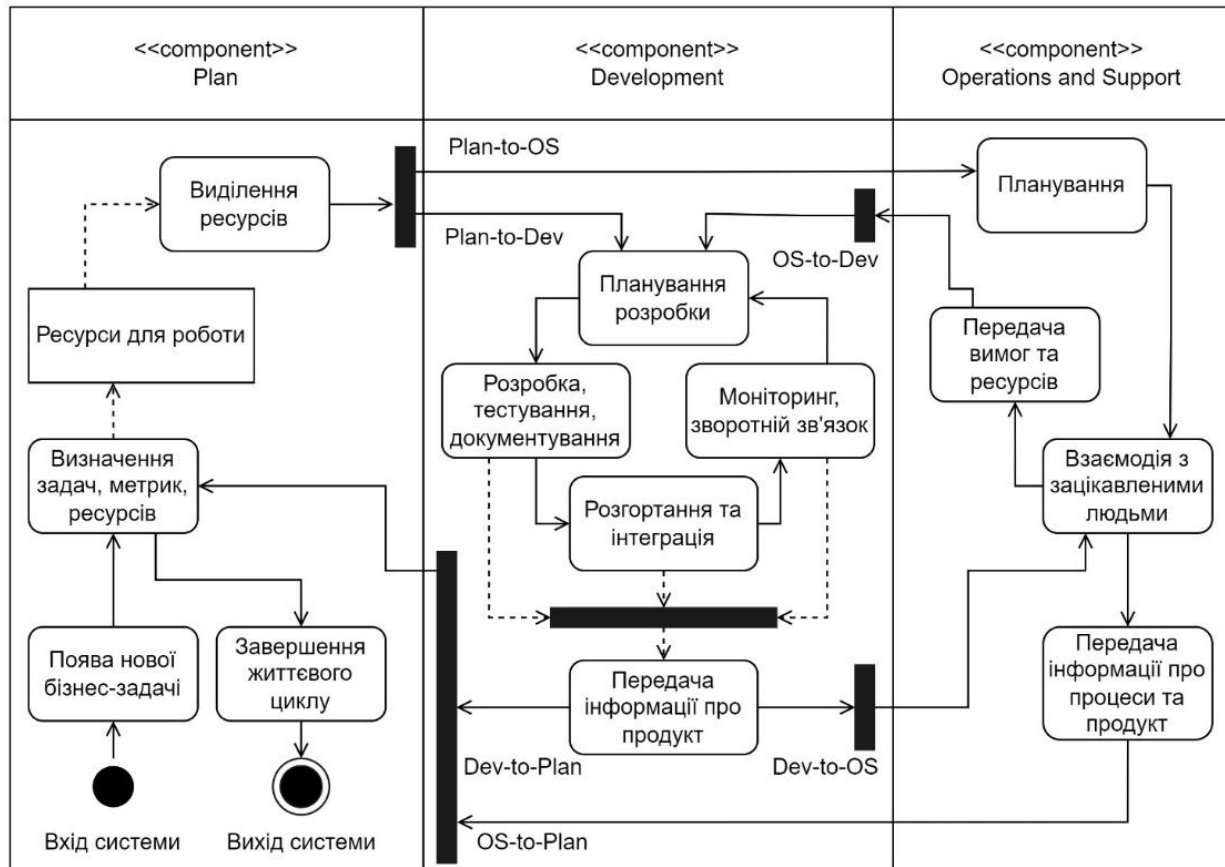 <<component>>
Plan
<<component>>
Development
<<component>>
Operations and Support
Plan-to-OS
Виділення
ресурсів
Планування
Plan-to-Dev
OS-to-Dev
Планування
розробки
Ресурси для роботи
Передача
вимог та
ресурсів
Розробка,
тестування,
документування
Моніторинг,
зворотній зв'язок
Визначення
задач, метрик,
ресурсів
Взаємодія з
зацікавленими
людьми
Розгортання та
інтеграція
Поява нової
бізнес-задачі
Завершення
життєвого
циклу
Передача
інформації про
продукт
Передача
інформації про
процеси та
продукт
Dev-to-Plan
Dev-to-OS
Вхід системи
Вихід системи
OS-to-Plan